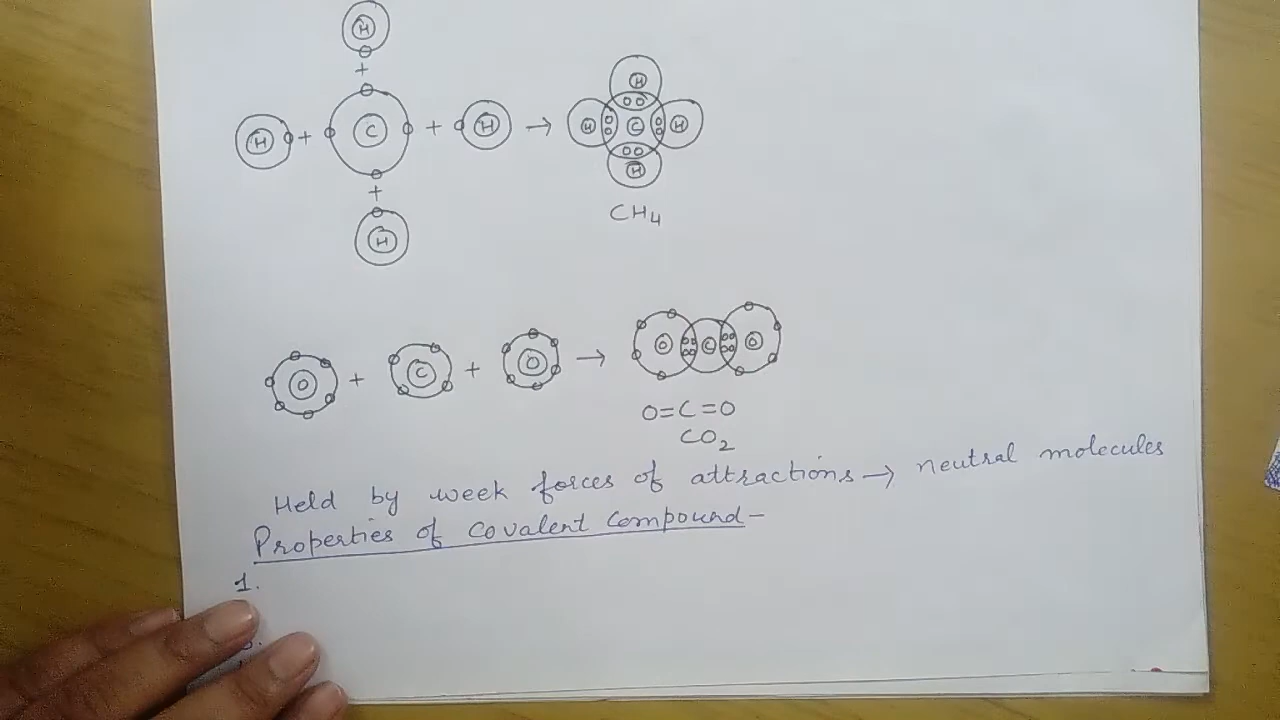 H
+
H + C + H → H H C H H
+
H
CH4
O + C + O → O C O
O=C=O
CO2
Held by week forces of attractions → neutral molecules
Properties of Covalent Compound-
1.